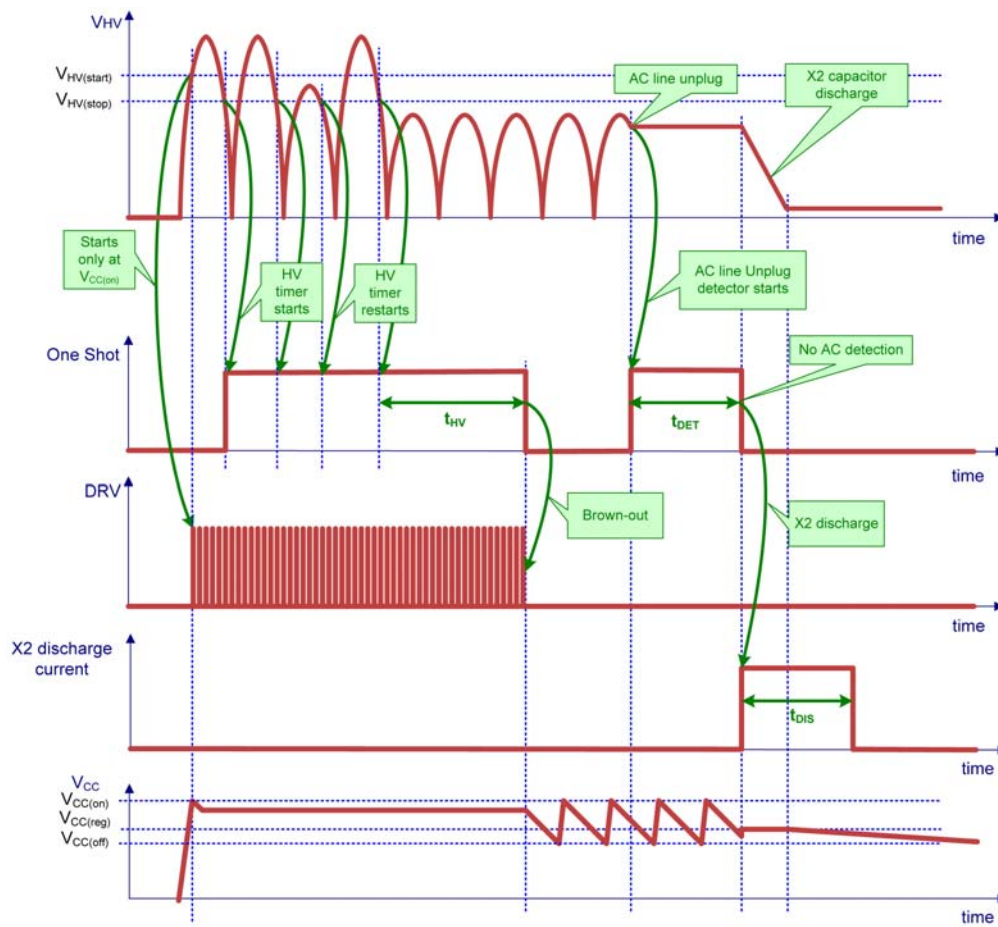 VHV
VHV(start)
VHV(stop)
AC line unplug
X2 capacitor
discharge
time
Starts
only at
VCC(on)
HV
timer
starts
HV
timer
restarts
AC line Unplug
detector starts
One Shot
No AC detection
tHV
tDET
time
DRV
Brown-out
X2 discharge
time
X2 discharge
current
tDIS
time
VCC
VCC(on)
VCC(reg)
VCC(off)
time